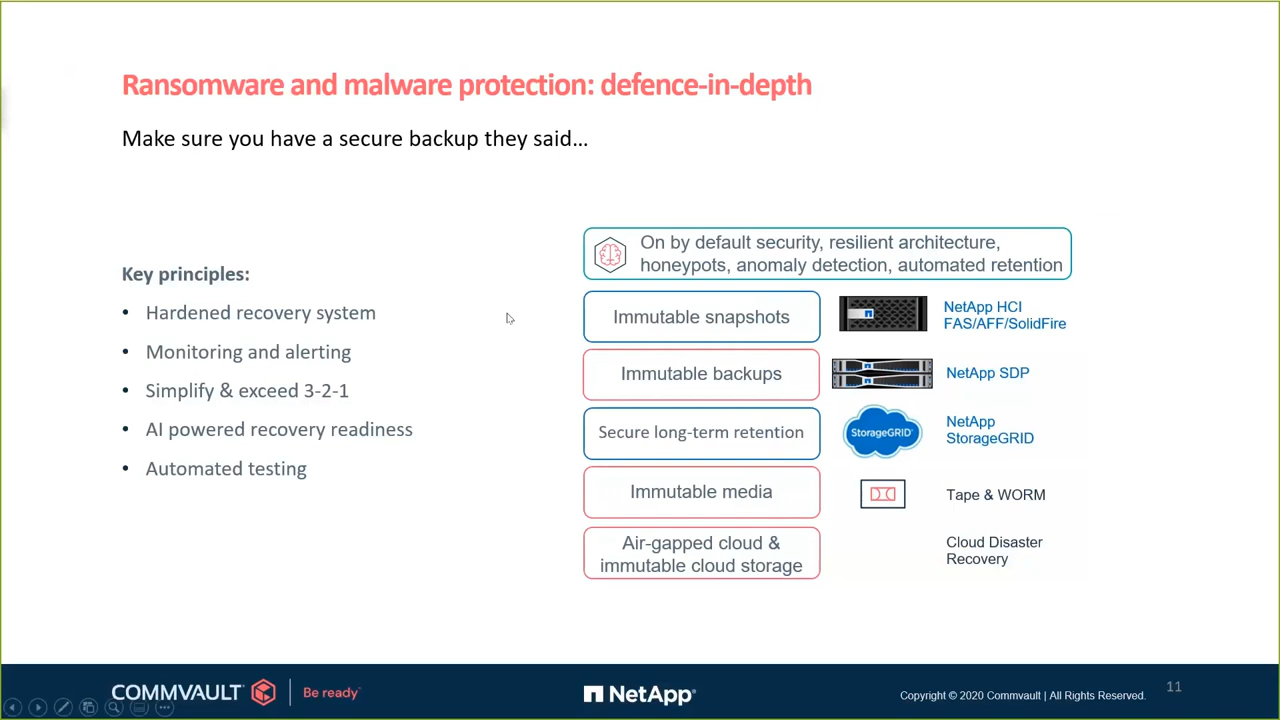 Ransomware and malware protection: defence-in-depth
Make sure you have a secure backup they said…
Key principles:
• Hardened recovery system
• Monitoring and alerting
• Simplify & exceed 3-2-1
• AI powered recovery readiness
• Automated testing
On by default security, resilient architecture,
honeypots, anomaly detection, automated retention
Immutable snapshots
NetApp HCI
FAS/AFF/SolidFire
Immutable backups
NetApp SDP
Secure long-term retention
StorageGRID
NetApp
StorageGRID
Immutable media
Tape & WORM
Air-gapped cloud &
immutable cloud storage
Cloud Disaster
Recovery
COMMVAULT
Be ready
NetApp
Copyright © 2020 Commvault | All Rights Reserved.
11